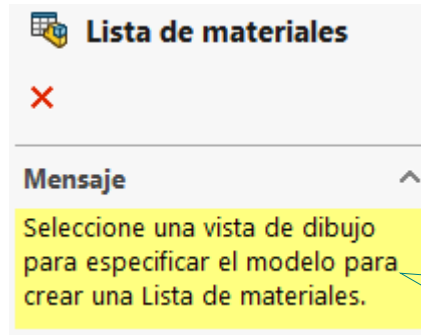 Lista de materiales
Mensaje
Seleccione una vista de dibujo
para especificar el modelo para
crear una Lista de materiales.